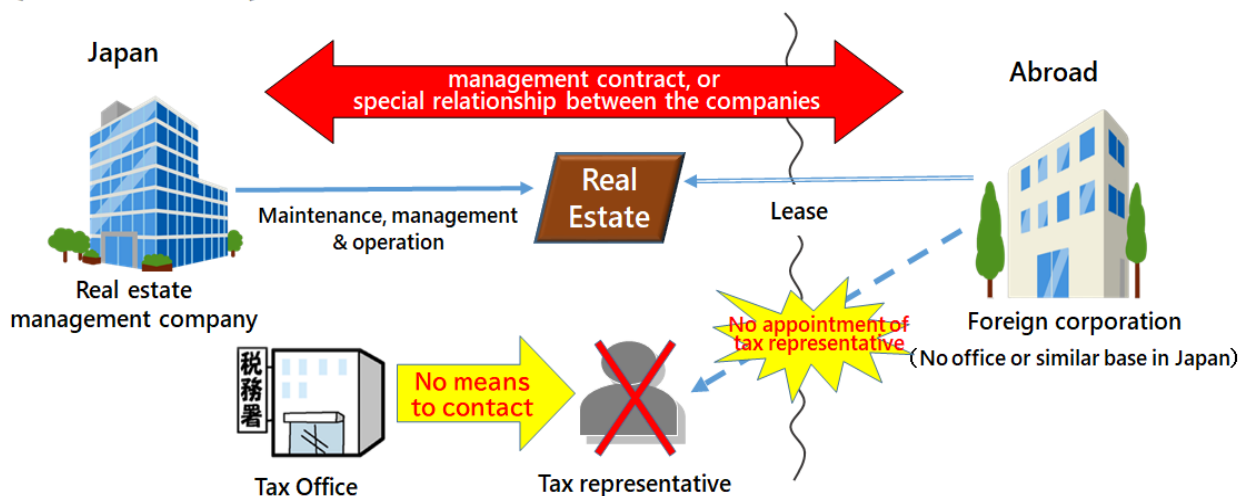 Japan
management contract, or
special relationship between the companies
Abroad
Real
Estate
Lease
Maintenance, management
& operation
Real estate
management company
No appointment of
tax representative
Foreign corporation
(No office or similar base in Japan)
税務署
No means
to contact
Tax Office
Tax representative